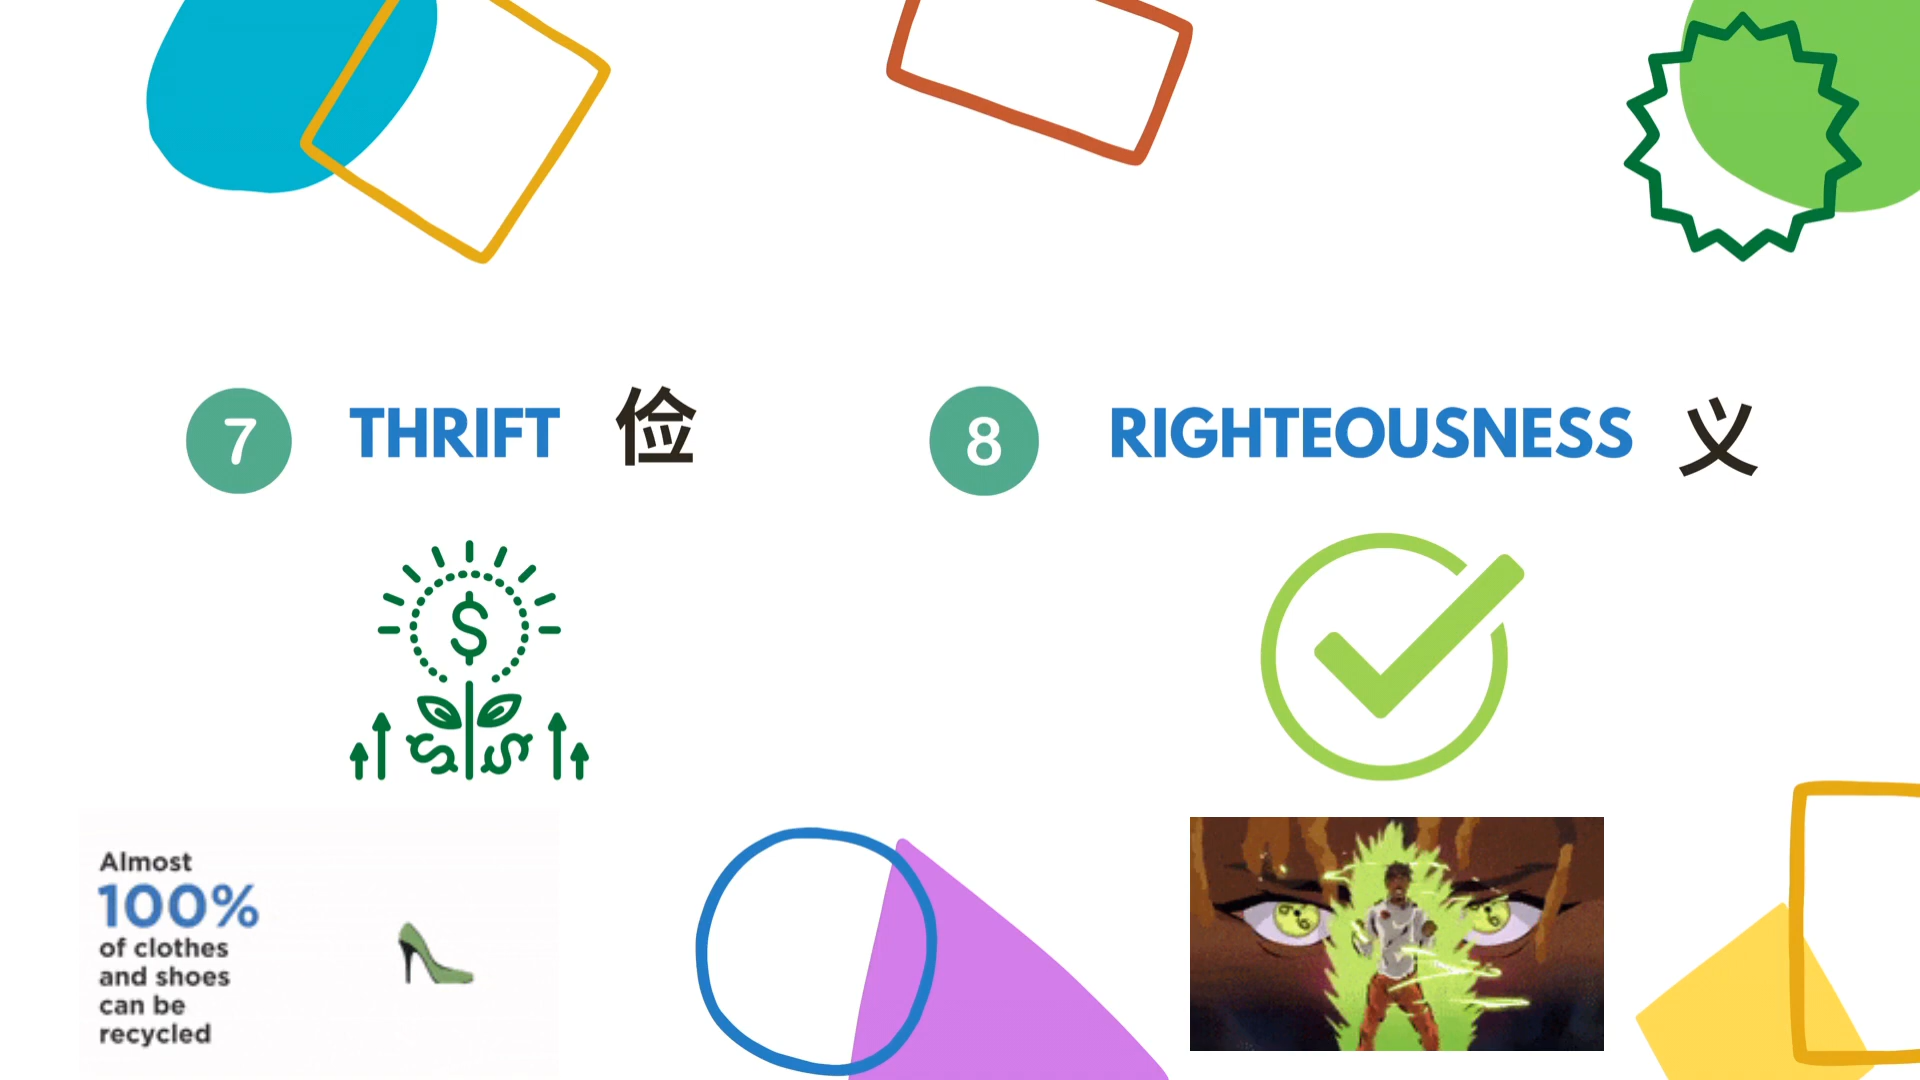 7 THRIFT 俭
8 RIGHTEOUSNESS 义
$
Almost
100%
of clothes
and shoes
can be
recycled